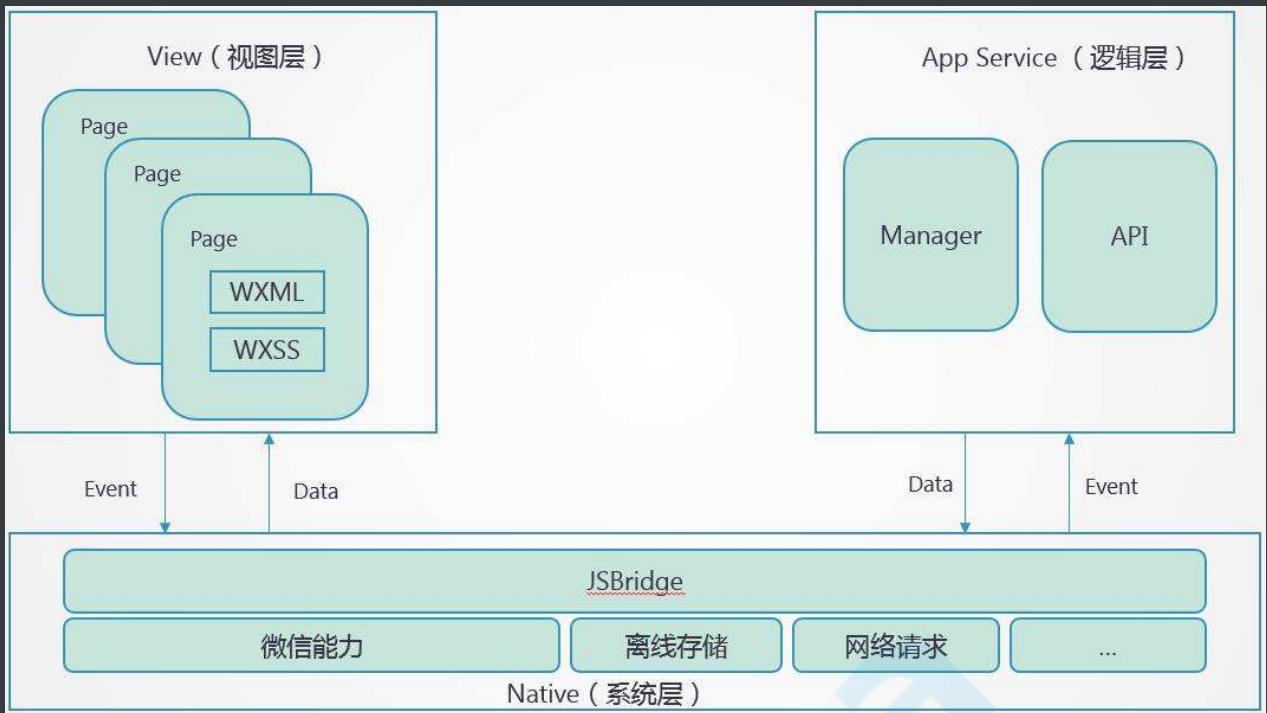 View（视图层）
Page
Page
Page
WXML
WXSS
App Service （逻辑层）
Manager
API
Event
Data
Data
Event
JSBridge
微信能力
离线存储
网络请求
...
Native（系统层）